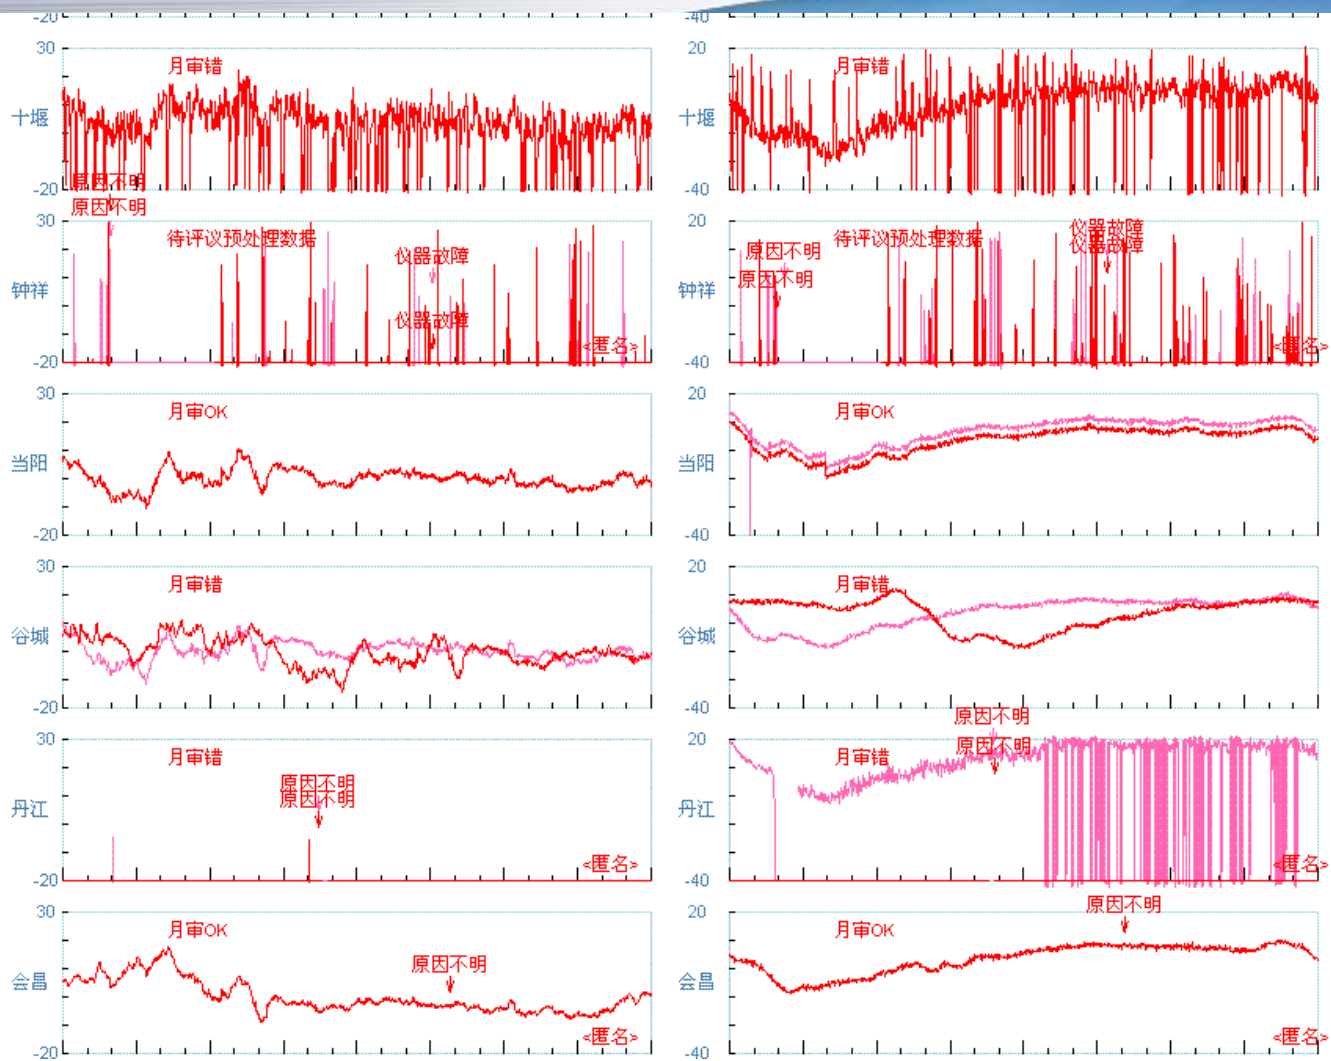 -20
-40
30
月审错
十堰
-20
原因不明
20
月审错
十堰
-40
30
原因不明
待评议预处理数据
仪器故障
钟祥
仪器故障
<匿名>
-20
20
仪器故障
仪器故障
待评议预处理数据
原因不明
原因不明
钟祥
<匿名>
-40
30
月审OK
当阳
-20
20
月审OK
当阳
-40
30
月审错
谷城
-20
20
月审错
谷城
-40
30
月审错
原因不明
原因不明
丹江
<匿名>
-20
原因不明
20
原因不明
月审错
丹江
<匿名>
-40
30
月审OK
原因不明
会昌
<匿名>
-20
原因不明
20
月审OK
会昌
<匿名>
-40